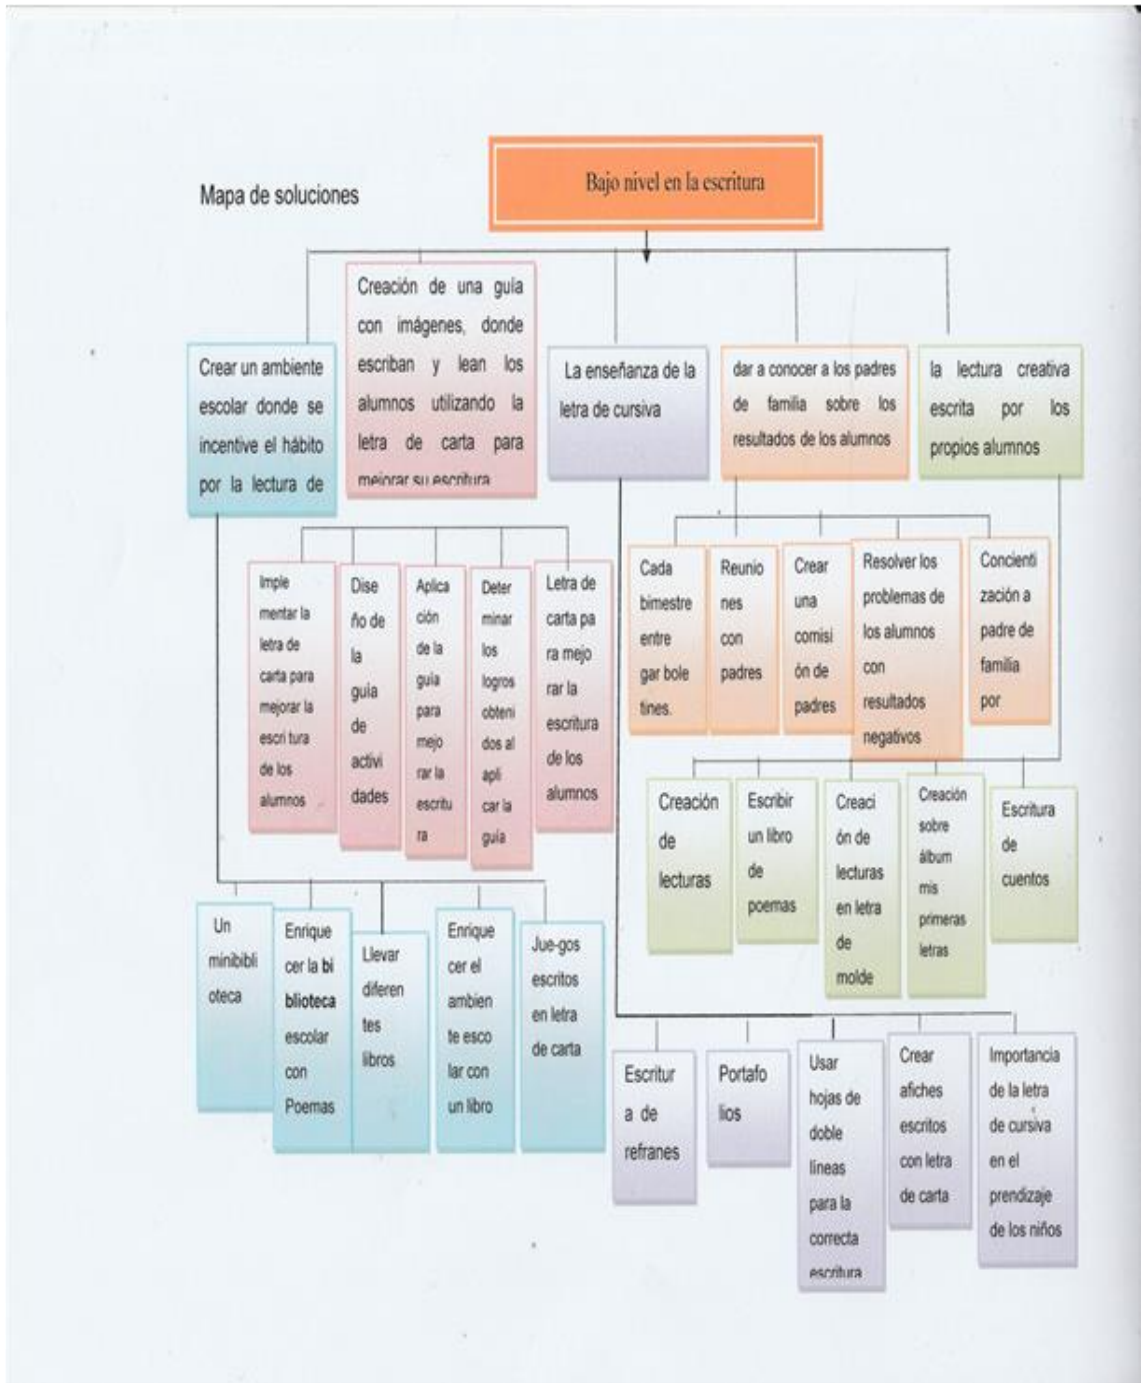 Mapa de soluciones
Bajo nivel en la escritura
Crear un ambiente
escolar donde se
incentive el hábito
por la lectura de
Creación de una guía
con imágenes, donde
escriban y lean los
alumnos utilizando la
letra de carta para
mejorar su escritura
La enseñanza de la
letra de cursiva
dar a conocer a los padres
de familia sobre los
resultados de los alumnos
la lectura creativa
escrita por los
propios alumnos
Imple
mentar la
letra de
carta para
mejorar la
escri tura
de los
alumnos
Dise
ño de
la
guia
de
activi
dades
Aplica
ción
de la
guia
para
mejo
rar la
escritu
ra
Deter
minar
los
logros
obteni
dos al
apli
car la
guía
Letra de
carta pa
ra mejo
rar la
escritura
de los
alumnos
Cada
bimestre
entre
gar bole
tines.
Reunio
nes
con
padres
Crear
una
comisi
ón de
padres
Resolver los
problemas de
los alumnos
con
resultados
negativos
Concienti
zación a
padre de
familia
por
Creación
de
lecturas
Escribir
un libro
de
poemas
Creaci
ón de
lecturas
en letra
de
molde
Creación
sobre
álbum
mis
primeras
letras
Escritura
de
cuentos
Un
minibibli
oteca
Enrique
cer la bi
blioteca
escolar
con
Poemas
Llevar
diferen
tes
libros
Enrique
cer el
ambien
te esco
lar con
un libro
Jue-gos
escritos
en letra
de carta
Escritur
a de
refranes
Portafo
lios
Usar
hojas de
doble
líneas
para la
correcta
escritura
Crear
afiches
escritos
con letra
de carta
Importancia
de la letra
de cursiva
en el
prendizaje
de los niños